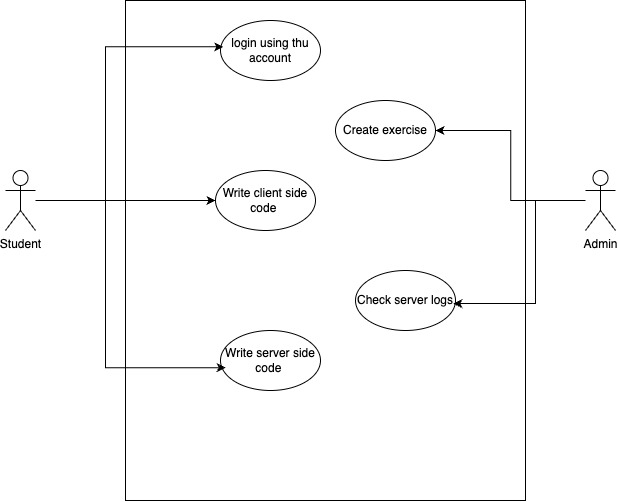 login using thu
account
Create exercise
Write client side
code
Student
Admin
Check server logs
Write server side
code